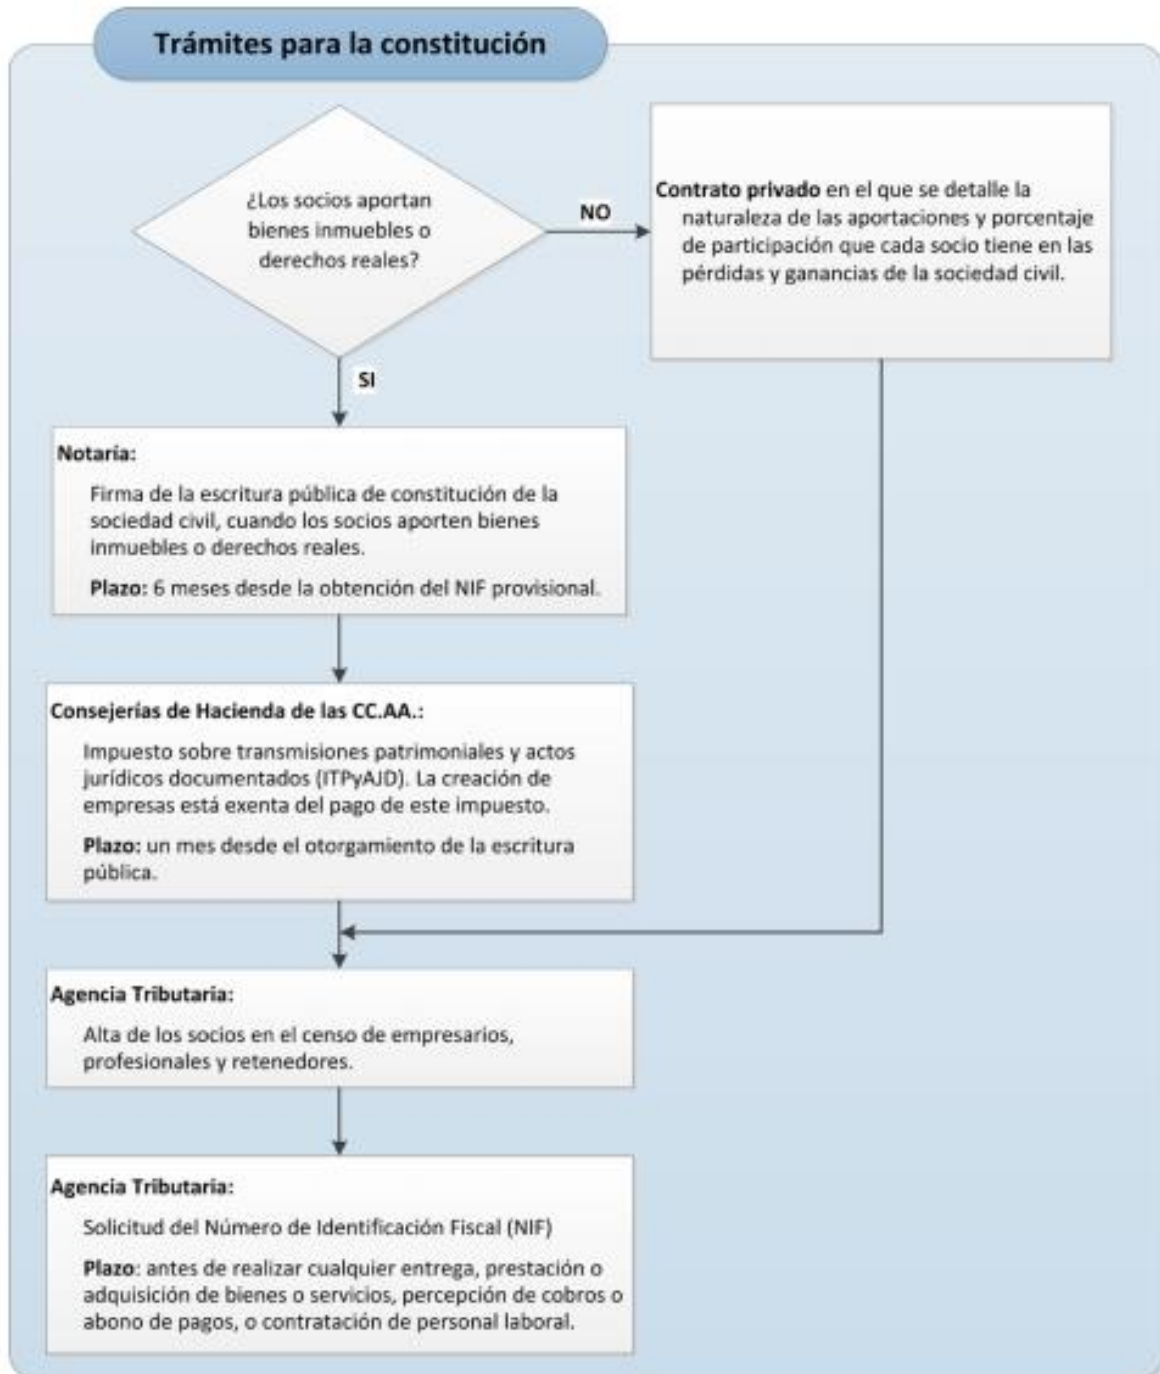 Trámites para la constitución
¿Los socios aportan
bienes inmuebles o
derechos reales?
NO
Contrato privado en el que se detalle la
naturaleza de las aportaciones y porcentaje
de participación que cada socio tiene en las
pérdidas y ganancias de la sociedad civil.
SI
Notaría:
Firma de la escritura pública de constitución de la
sociedad civil, cuando los socios aporten bienes
inmuebles o derechos reales.
Plazo: 6 meses desde la obtención del NIF provisional.
Consejerías de Hacienda de las CC.AA.:
Impuesto sobre transmisiones patrimoniales y actos
jurídicos documentados (ITPyAJD). La creación de
empresas está exenta del pago de este impuesto.
Plazo: un mes desde el otorgamiento de la escritura
pública.
Agencia Tributaria:
Alta de los socios en el censo de empresarios,
profesionales y retenedores.
Agencia Tributaria:
Solicitud del Número de Identificación Fiscal (NIF)
Plazo: antes de realizar cualquier entrega, prestación o
adquisición de bienes o servicios, percepción de cobros o
abono de pagos, o contratación de personal laboral.